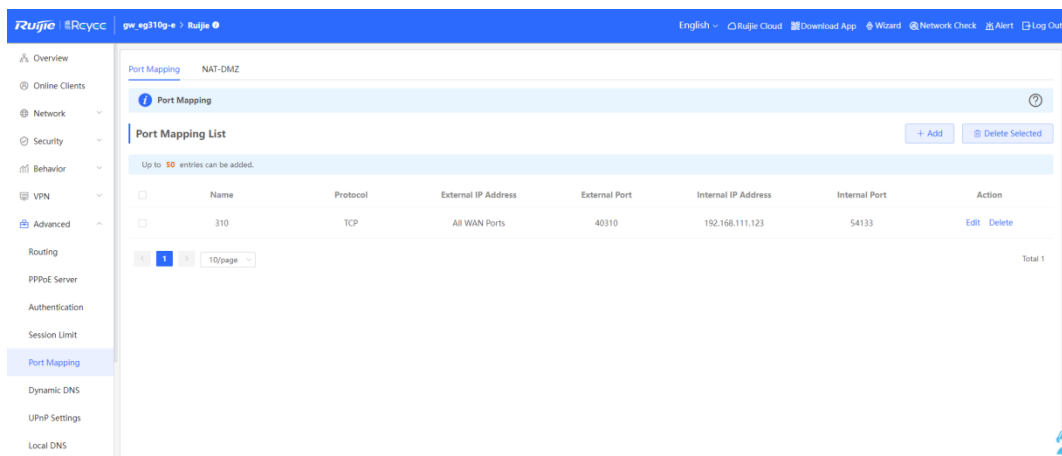 Ruijie Rcycc gw_eg310g-e > Ruijie English Ruijie Cloud Download App Wizard Network Check Alert Log Out
Overview
Online Clients
Network
Security
Behavior
VPN
Advanced
Routing
PPPoE Server
Authentication
Session Limit
Port Mapping
Dynamic DNS
UPnP Settings
Local DNS
Port Mapping NAT-DMZ
Port Mapping
Port Mapping List + Add Delete Selected
Up to 50 entries can be added.
Name Protocol External IP Address External Port Internal IP Address Internal Port Action
310 TCP All WAN Ports 40310 192.168.111.123 54133 Edit Delete
< 1 > 10/page Total 1